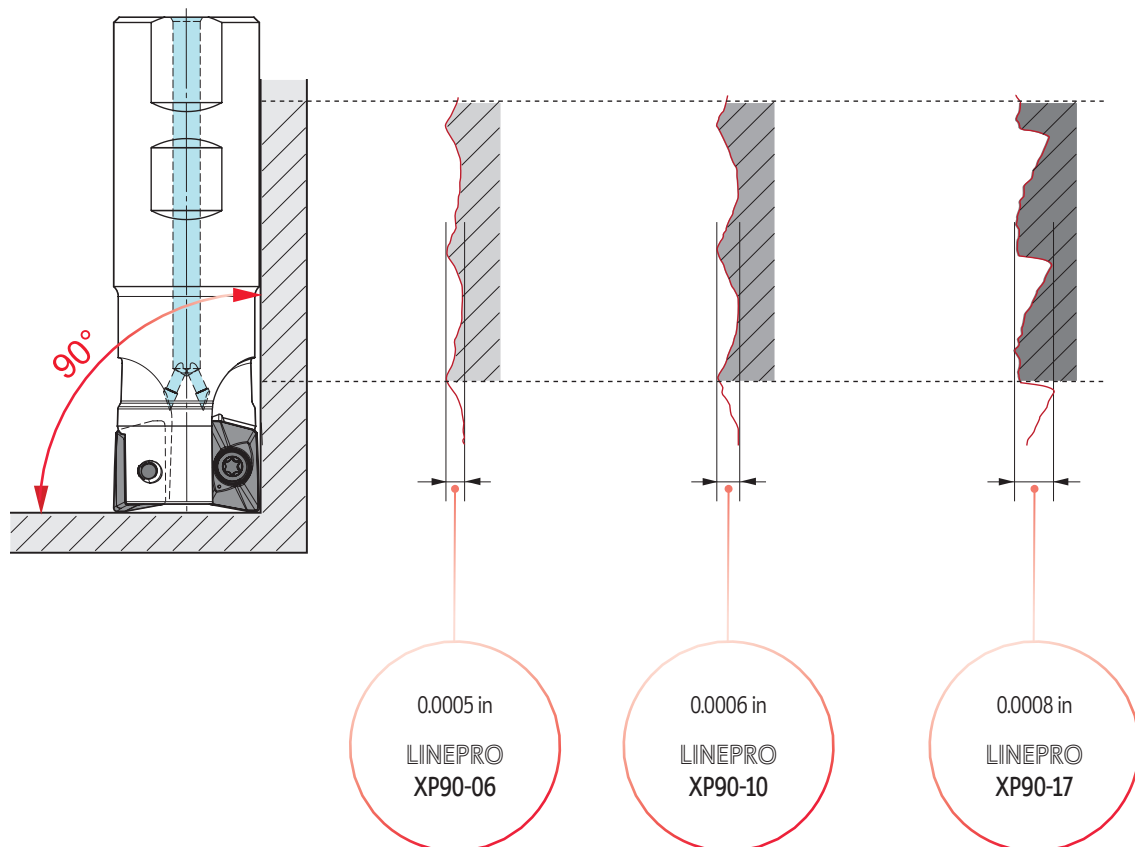 90°
0.0005 in
LINEPRO
XP90-06
0.0006 in
LINEPRO
XP90-10
0.0008 in
LINEPRO
XP90-17